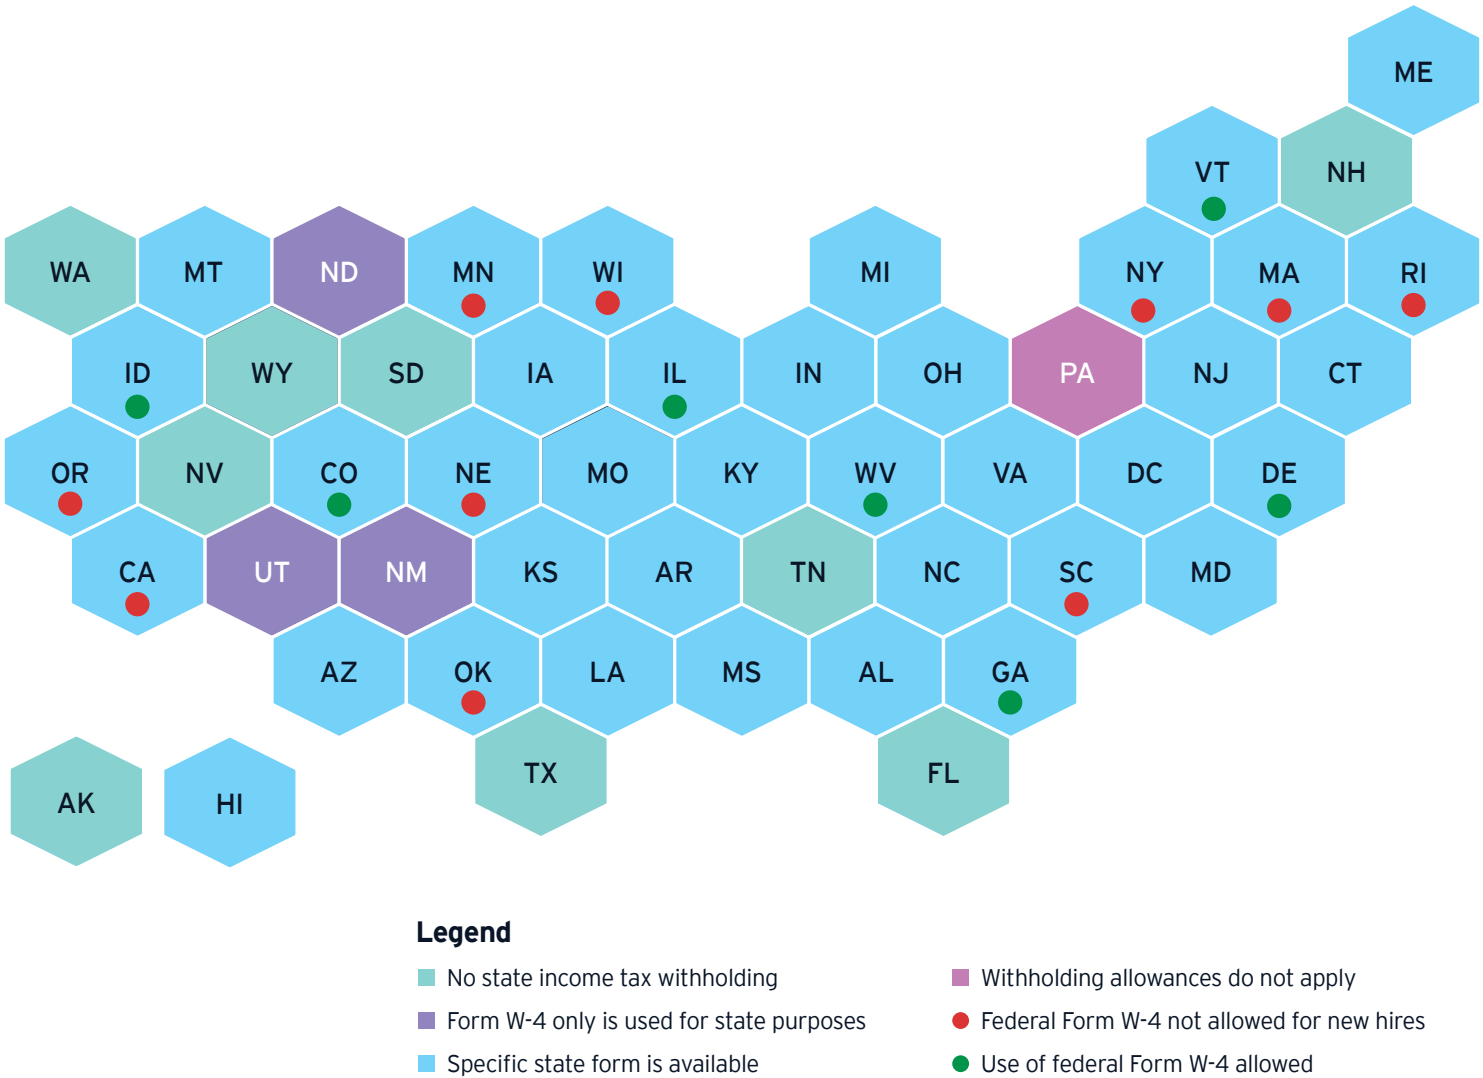 ME
VT NH
WA MT ND MN WI MI NY MA RI
ID WY SD IA IL IN OH PA NJ CT
OR NV CO NE MO KY WV VA DC DE
CA UT NM KS AR TN NC SC MD
AZ OK LA MS AL GA
TX FL
AK HI
Legend
No state income tax withholding
Form W-4 only is used for state purposes
Specific state form is available
Withholding allowances do not apply
Federal Form W-4 not allowed for new hires
Use of federal Form W-4 allowed